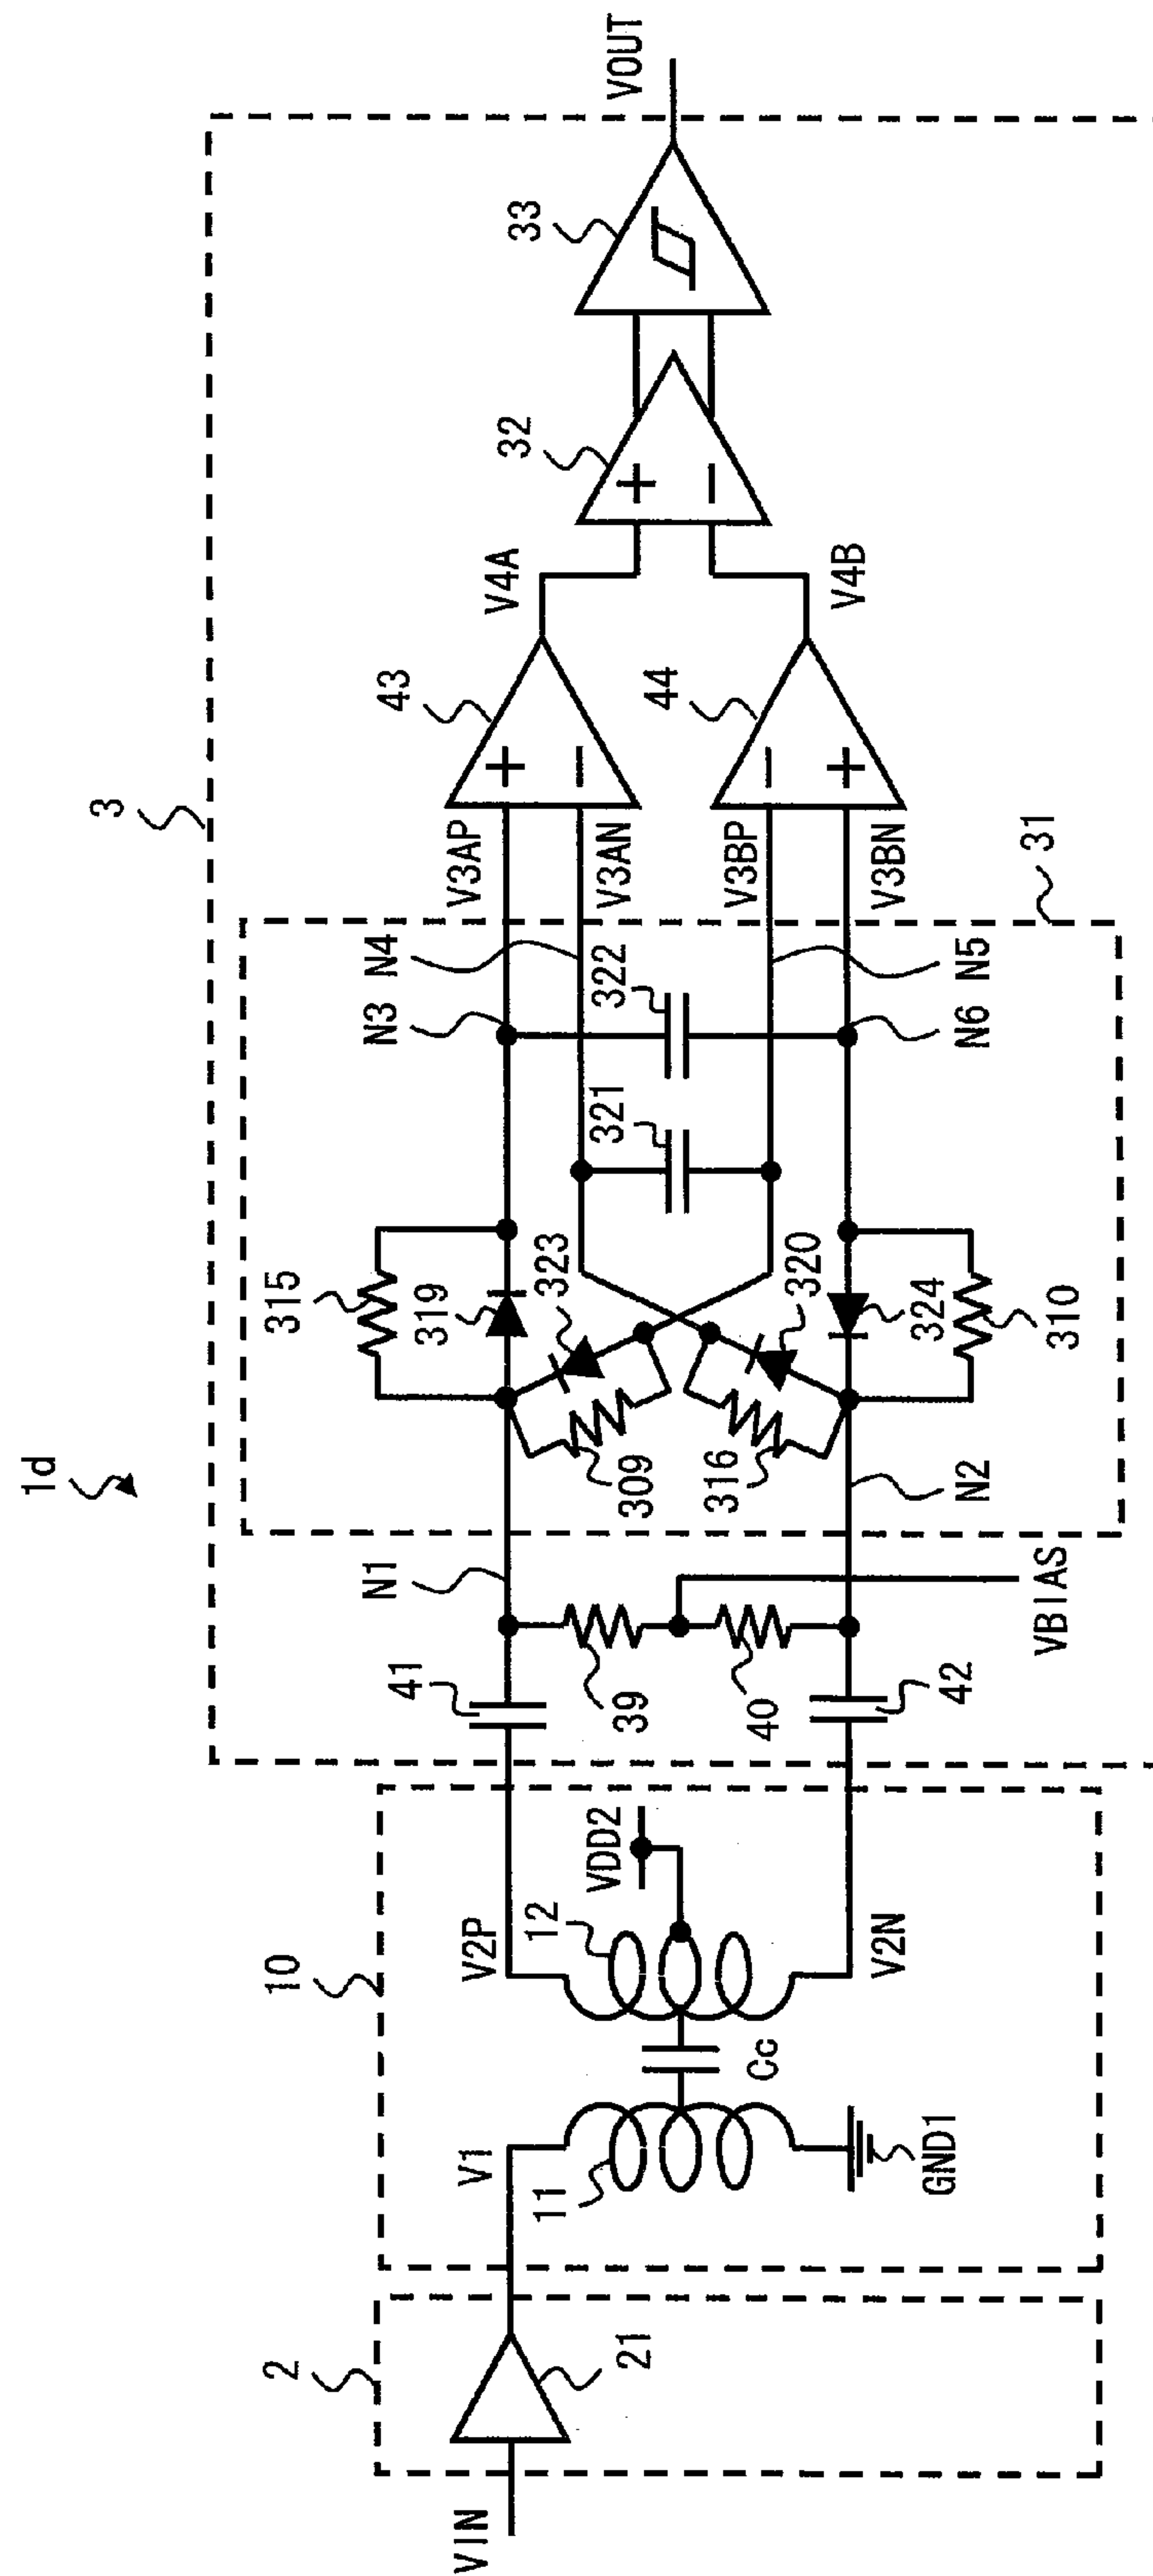 1d
3
2
10
31
VIN
21
V1
11
GND1
Cc
12
VDD2
V2P
V2N
41
42
39
40
VBIAS
N1
N2
315
319
323
309
316
320
324
310
321
322
N3
N4
N5
N6
V3AP
V3AN
V3BP
V3BN
43
44
+
−
−
+
V4A
V4B
32
+
−
33
VOUT